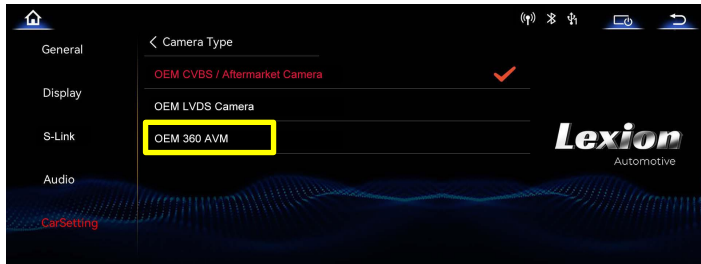 General
Camera Type
OEM CVBS / Aftermarket Camera
Display
OEM LVDS Camera
S-Link
OEM 360 AVM
Lexion
Automotive
Audio
CarSetting